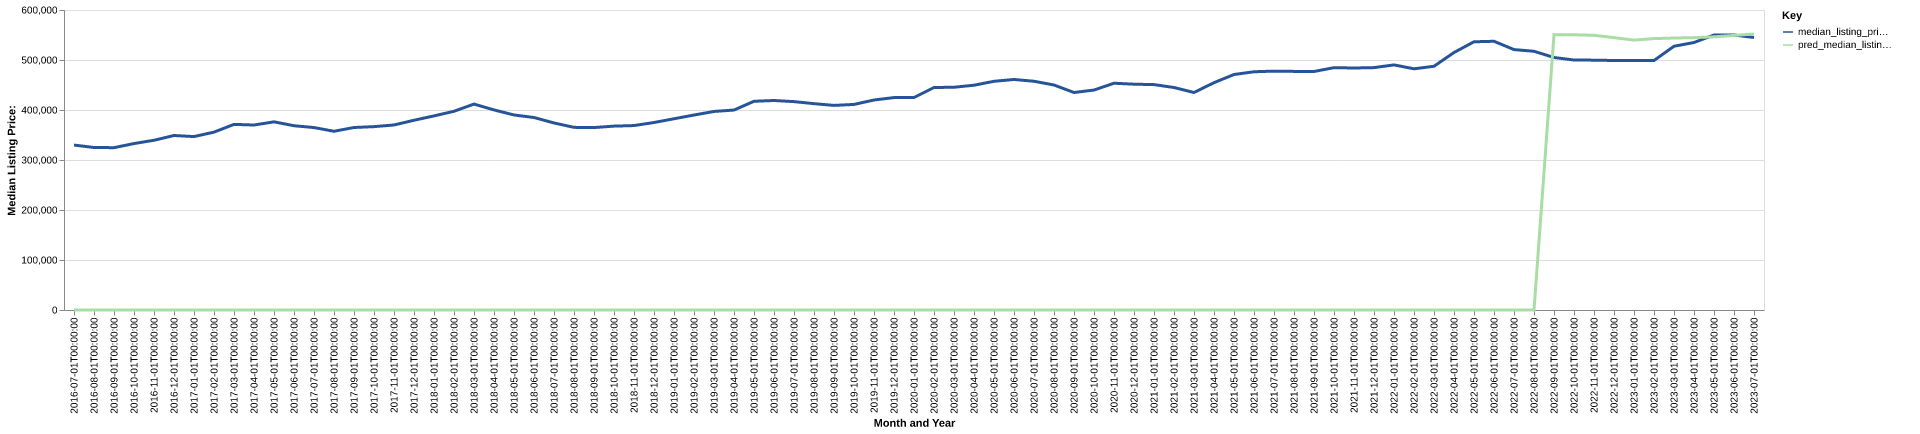 Key
median_listing_pri…
pred_median_listin…
Median Listing Price:
600,000
500,000
400,000
300,000
200,000
100,000
0
2016-07-01T00:00:00
2016-08-01T00:00:00
2016-09-01T00:00:00
2016-10-01T00:00:00
2016-11-01T00:00:00
2016-12-01T00:00:00
2017-01-01T00:00:00
2017-02-01T00:00:00
2017-03-01T00:00:00
2017-04-01T00:00:00
2017-05-01T00:00:00
2017-06-01T00:00:00
2017-07-01T00:00:00
2017-08-01T00:00:00
2017-09-01T00:00:00
2017-10-01T00:00:00
2017-11-01T00:00:00
2017-12-01T00:00:00
2018-01-01T00:00:00
2018-02-01T00:00:00
2018-03-01T00:00:00
2018-04-01T00:00:00
2018-05-01T00:00:00
2018-06-01T00:00:00
2018-07-01T00:00:00
2018-08-01T00:00:00
2018-09-01T00:00:00
2018-10-01T00:00:00
2018-11-01T00:00:00
2018-12-01T00:00:00
2019-01-01T00:00:00
2019-02-01T00:00:00
2019-03-01T00:00:00
2019-04-01T00:00:00
2019-05-01T00:00:00
2019-06-01T00:00:00
2019-07-01T00:00:00
2019-08-01T00:00:00
2019-09-01T00:00:00
2019-10-01T00:00:00
2019-11-01T00:00:00
2019-12-01T00:00:00
2020-01-01T00:00:00
2020-02-01T00:00:00
2020-03-01T00:00:00
2020-04-01T00:00:00
2020-05-01T00:00:00
2020-06-01T00:00:00
2020-07-01T00:00:00
2020-08-01T00:00:00
2020-09-01T00:00:00
2020-10-01T00:00:00
2020-11-01T00:00:00
2020-12-01T00:00:00
2021-01-01T00:00:00
2021-02-01T00:00:00
2021-03-01T00:00:00
2021-04-01T00:00:00
2021-05-01T00:00:00
2021-06-01T00:00:00
2021-07-01T00:00:00
2021-08-01T00:00:00
2021-09-01T00:00:00
2021-10-01T00:00:00
2021-11-01T00:00:00
2021-12-01T00:00:00
2022-01-01T00:00:00
2022-02-01T00:00:00
2022-03-01T00:00:00
2022-04-01T00:00:00
2022-05-01T00:00:00
2022-06-01T00:00:00
2022-07-01T00:00:00
2022-08-01T00:00:00
2022-09-01T00:00:00
2022-10-01T00:00:00
2022-11-01T00:00:00
2022-12-01T00:00:00
2023-01-01T00:00:00
2023-02-01T00:00:00
2023-03-01T00:00:00
2023-04-01T00:00:00
2023-05-01T00:00:00
2023-06-01T00:00:00
2023-07-01T00:00:00
Month and Year